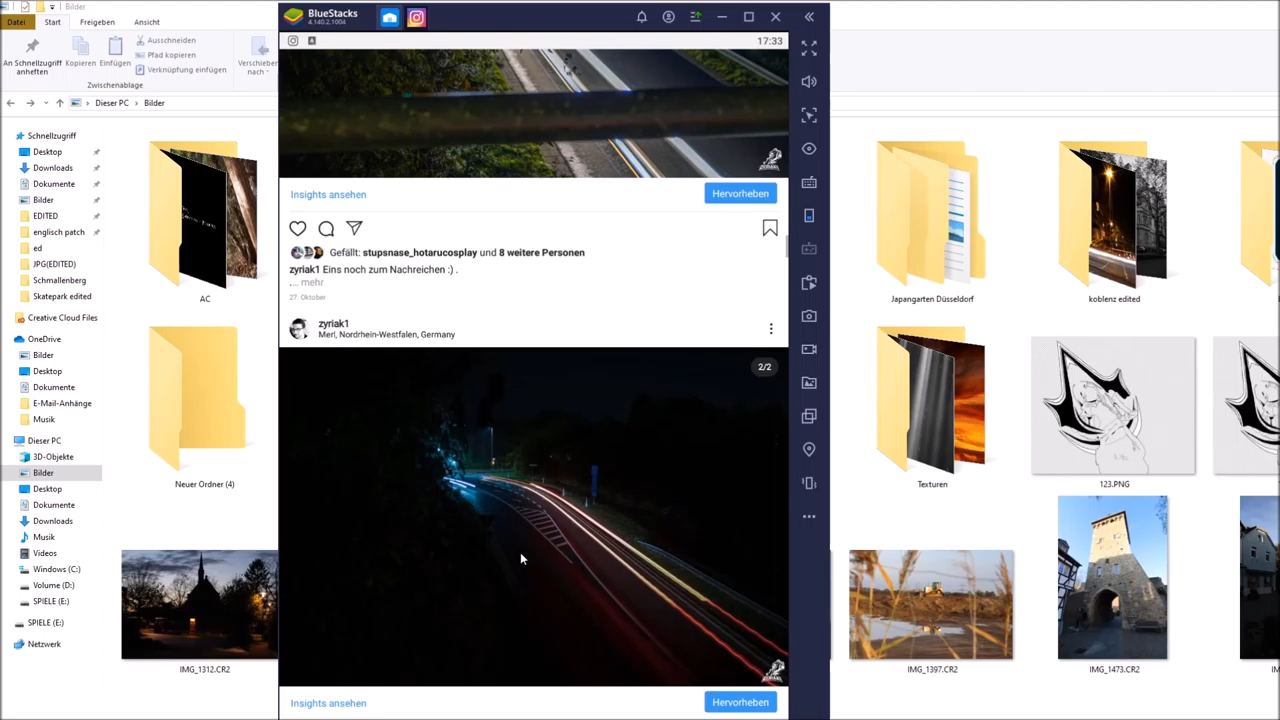 Bilder
Datei
Start
Freigeben
Ansicht
An Schnellzugriff
anheften
Kopieren
Einfügen
Ausschneiden
Pfad kopieren
Verknüpfung einfügen
Zwischenablage
Verschieben
nach
Dieser PC
Bilder
Schnellzugriff
Desktop
Downloads
Dokumente
Bilder
EDITED
englisch patch
ed
JPG(EDITED)
Schmallenberg
Skatepark edited
Creative Cloud Files
OneDrive
Bilder
Desktop
Dokumente
E-Mail-Anhänge
Musik
Dieser PC
3D-Objekte
Bilder
Desktop
Dokumente
Downloads
Musik
Videos
Windows (C:)
Volume (D:)
SPIELE (E:)
SPIELE (E:)
Netzwerk
AC
Neuer Ordner (4)
IMG_1312.CR2
BlueStacks
4.140.2.1004
17:33
Insights ansehen
Hervorheben
Gefällt: stupsnase_hotarucosplay und 8 weitere Personen
zyriak1 Eins noch zum Nachreichen :) .
... mehr
27. Oktober
zyriak1
Merl, Nordrhein-Westfalen, Germany
2/2
Insights ansehen
Hervorheben
Japangarten Düsseldorf
koblenz edited
Texturen
123.PNG
IMG_1397.CR2
IMG_1473.CR2